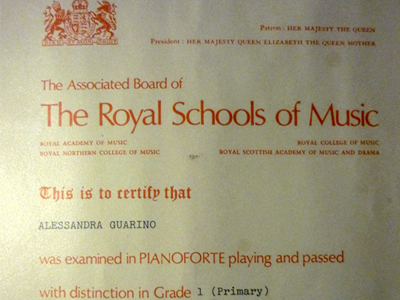 Patron: HER MAJESTY THE QUEEN
President: HER MAJESTY QUEEN ELIZABETH THE QUEEN MOTHER
The Associated Board of
The Royal Schools of Music
ROYAL ACADEMY OF MUSIC ROYAL COLLEGE OF MUSIC
ROYAL NORTHERN COLLEGE OF MUSIC ROYAL SCOTTISH ACADEMY OF MUSIC AND DRAMA
This is to certify that
ALESSANDRA GUARINO
was examined in PIANOFORTE playing and passed
with distinction in Grade 1 (Primary)